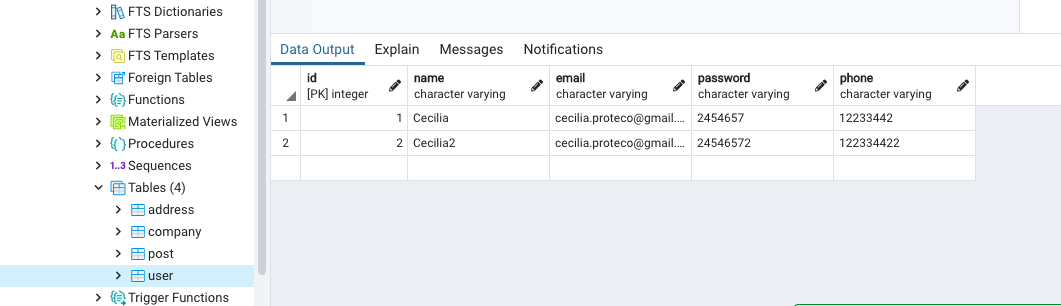 FTS Dictionaries
Aa FTS Parsers
FTS Templates
Foreign Tables
Functions
Materialized Views
Procedures
1..3 Sequences
Tables (4)
address
company
post
user
Trigger Functions
Data Output Explain Messages Notifications
id name email password phone
[PK] integer character varying character varying character varying character varying
1 1 Cecilia cecilia.proteco@gmail.... 2454657 12233442
2 2 Cecilia2 cecilia.proteco@gmail.... 24546572 122334422